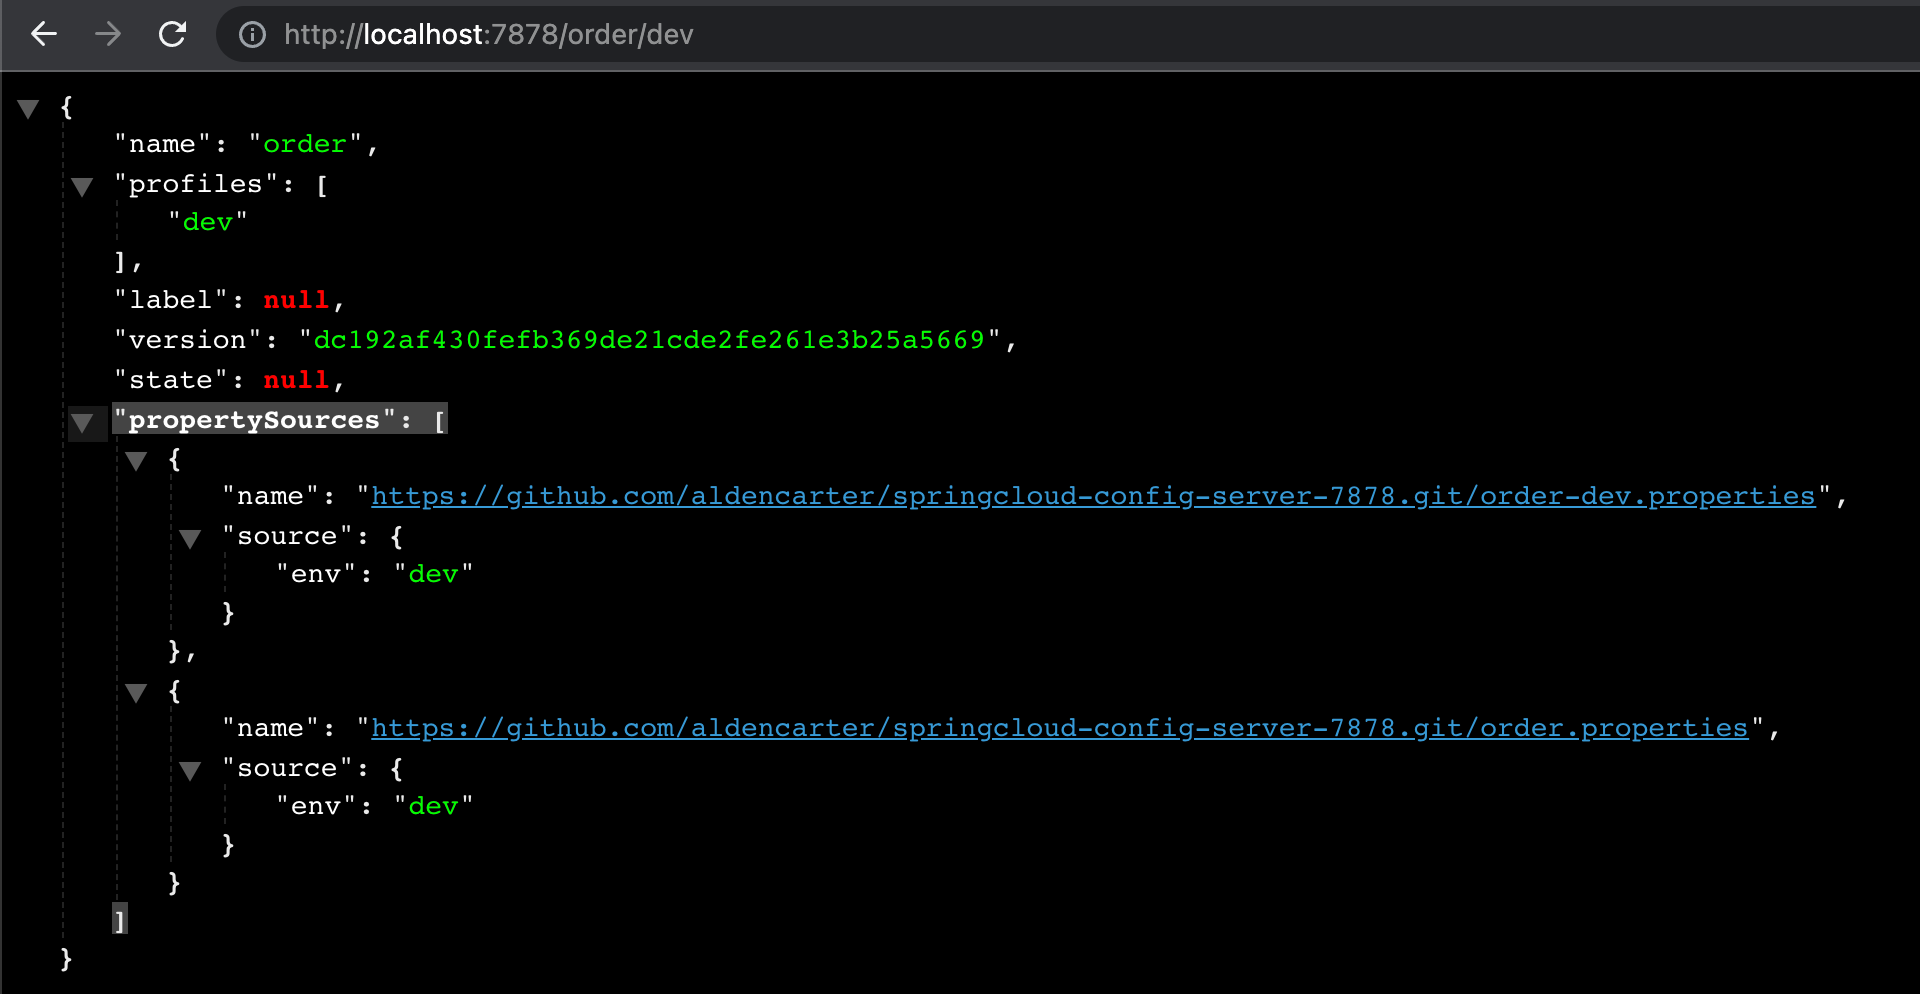 http://localhost:7878/order/dev
{
"name": "order",
"profiles": [
"dev"
],
"label": null,
"version": "dc192af430fefb369de21cde2fe261e3b25a5669",
"state": null,
"propertySources": [
{
"name": "https://github.com/aldencarter/springcloud-config-server-7878.git/order-dev.properties",
"source": {
"env": "dev"
}
},
{
"name": "https://github.com/aldencarter/springcloud-config-server-7878.git/order.properties",
"source": {
"env": "dev"
}
}
]
}